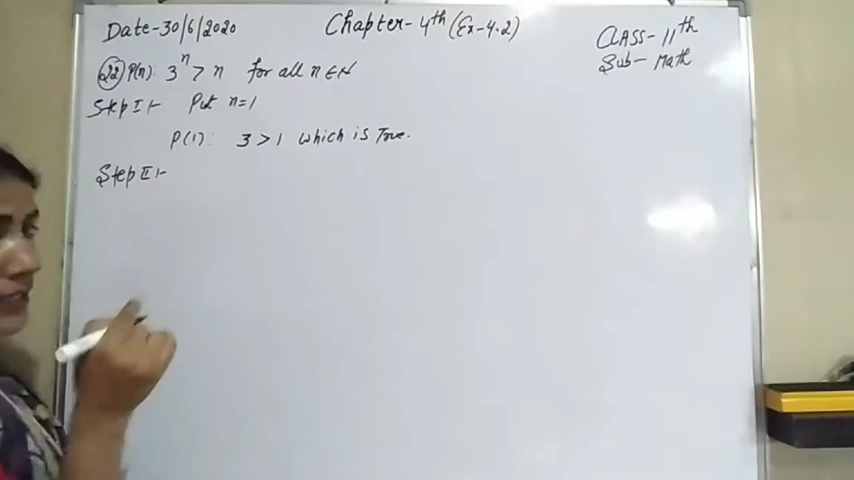 Date-30/6/2020
Chapter-4th (Ex-4.2)
CLASS-11th
Sub-Math
(22) P(n): 3^n > n for all n ∈ N
Step I :- Put n=1
P(1): 3 > 1 which is True.
Step II :-